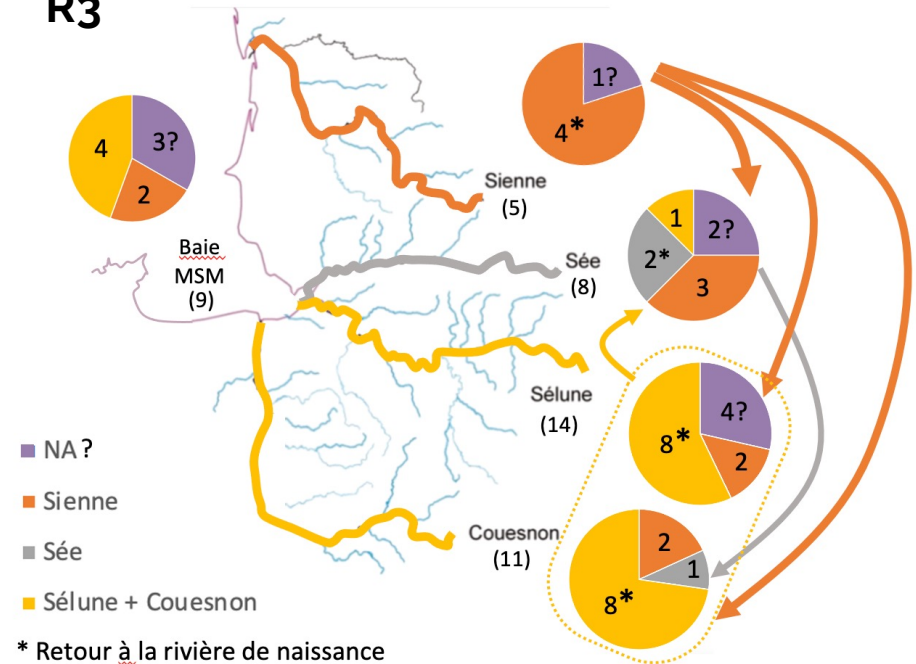 R3
1?
4*
4
3?
2
Sienne
(5)
1
2?
2*
3
Baie
MSM
(9)
Sée
(8)
Sélune
(14)
4?
8*
2
NA ?
Sienne
Sée
Sélune + Couesnon
Couesnon
(11)
2
1
8*
* Retour à la rivière de naissance